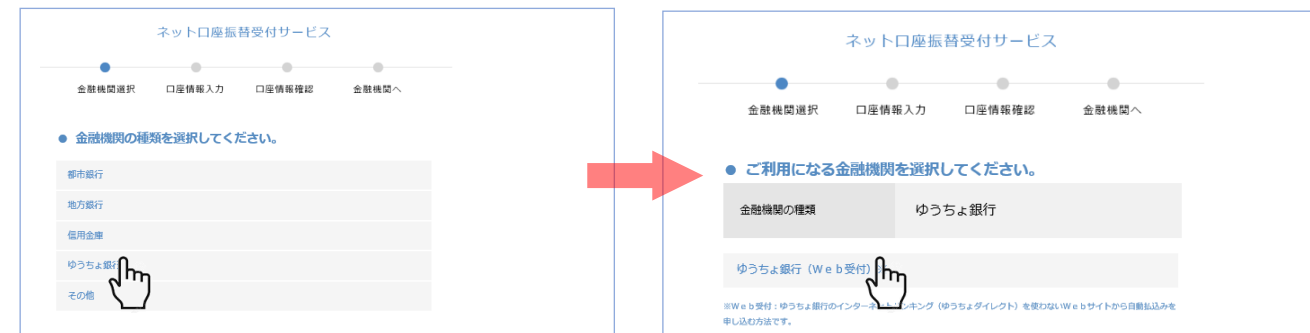 ネット口座振替受付サービス
金融機関選択
口座情報入力
口座情報確認
金融機関へ
● 金融機関の種類を選択してください。
都市銀行
地方銀行
信用金庫
ゆうちょ銀行
その他
ネット口座振替受付サービス
金融機関選択
口座情報入力
口座情報確認
金融機関へ
● ご利用になる金融機関を選択してください。
金融機関の種類 ゆうちょ銀行
ゆうちょ銀行（Ｗｅｂ受付）
※Ｗｅｂ受付：ゆうちょ銀行のインターネットバンキング（ゆうちょダイレクト）を使わないＷｅｂサイトから自動払込みを
申し込む方法です。